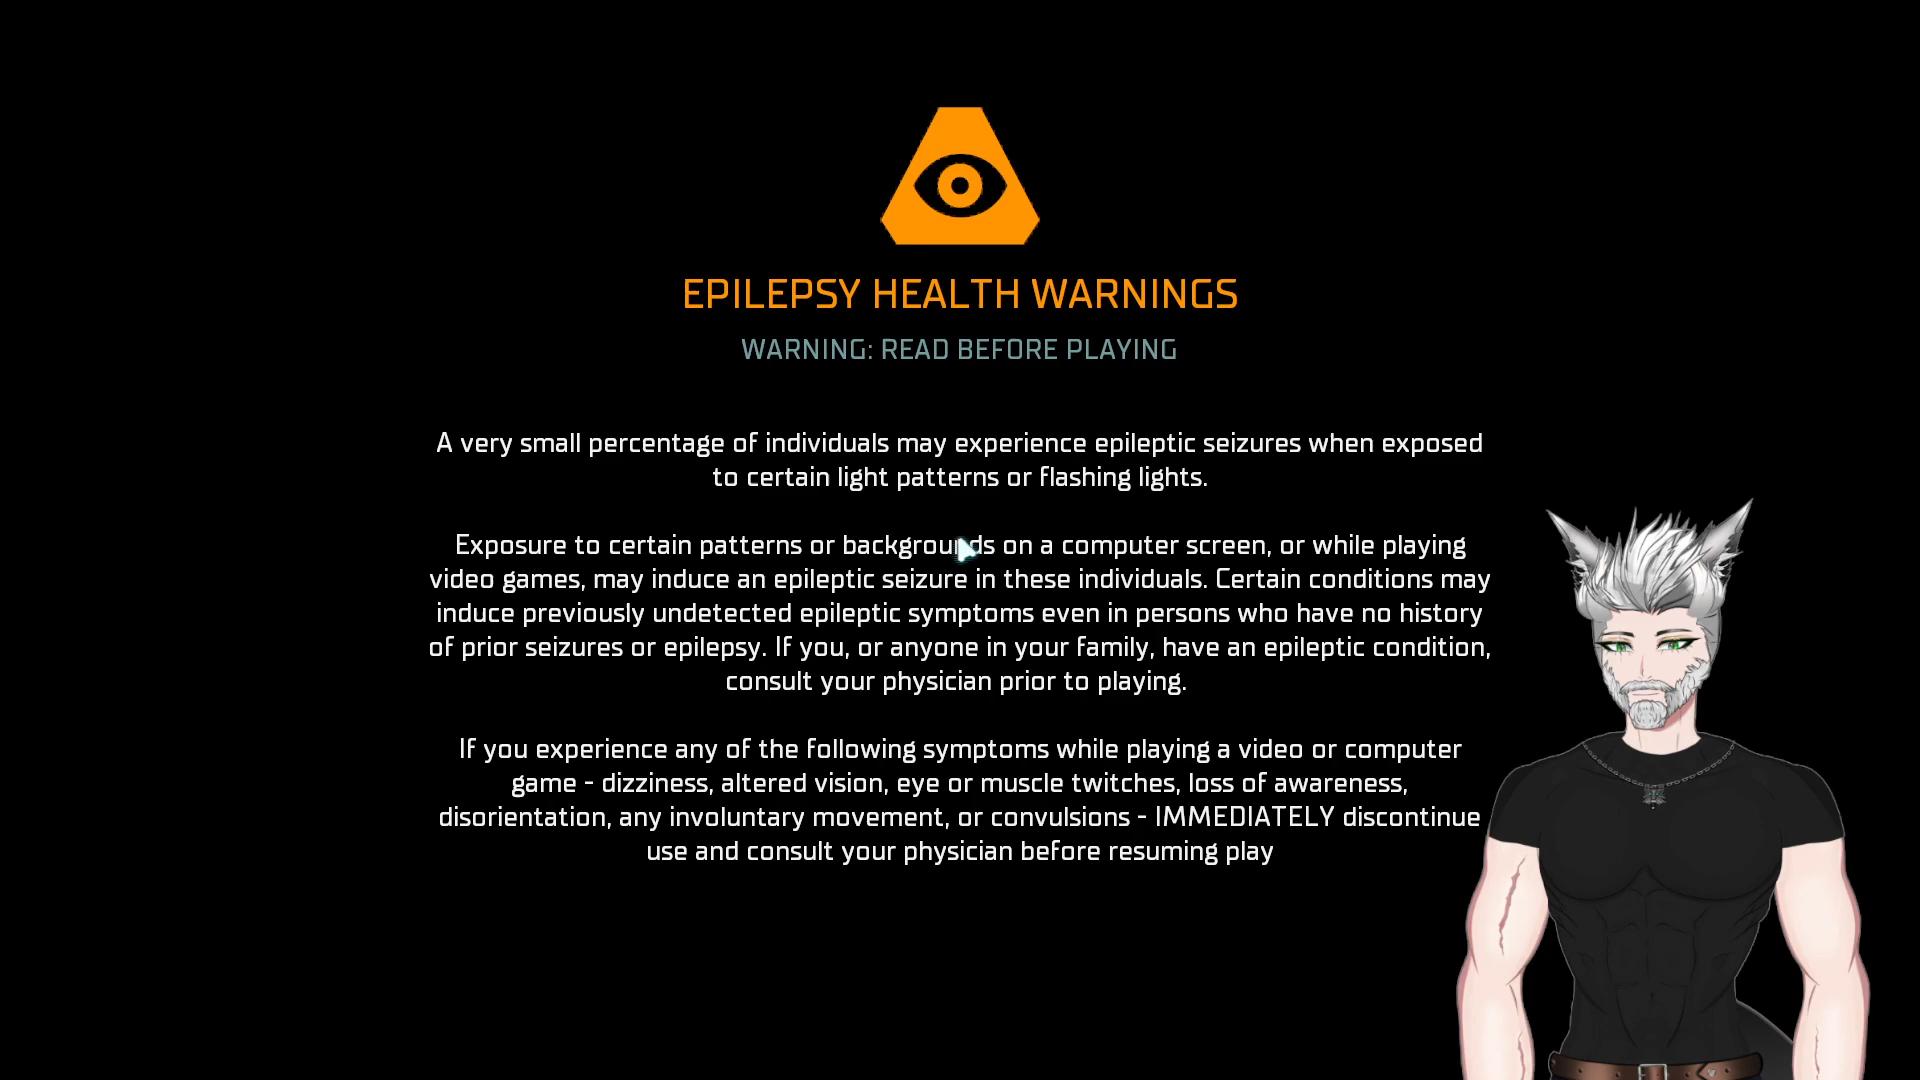 EPILEPSY HEALTH WARNINGS
WARNING: READ BEFORE PLAYING
A very small percentage of individuals may experience epileptic seizures when exposed
to certain light patterns or flashing lights.
Exposure to certain patterns or backgrounds on a computer screen, or while playing
video games, may induce an epileptic seizure in these individuals. Certain conditions may
induce previously undetected epileptic symptoms even in persons who have no history
of prior seizures or epilepsy. If you, or anyone in your family, have an epileptic condition,
consult your physician prior to playing.
If you experience any of the following symptoms while playing a video or computer
game - dizziness, altered vision, eye or muscle twitches, loss of awareness,
disorientation, any involuntary movement, or convulsions - IMMEDIATELY discontinue
use and consult your physician before resuming play